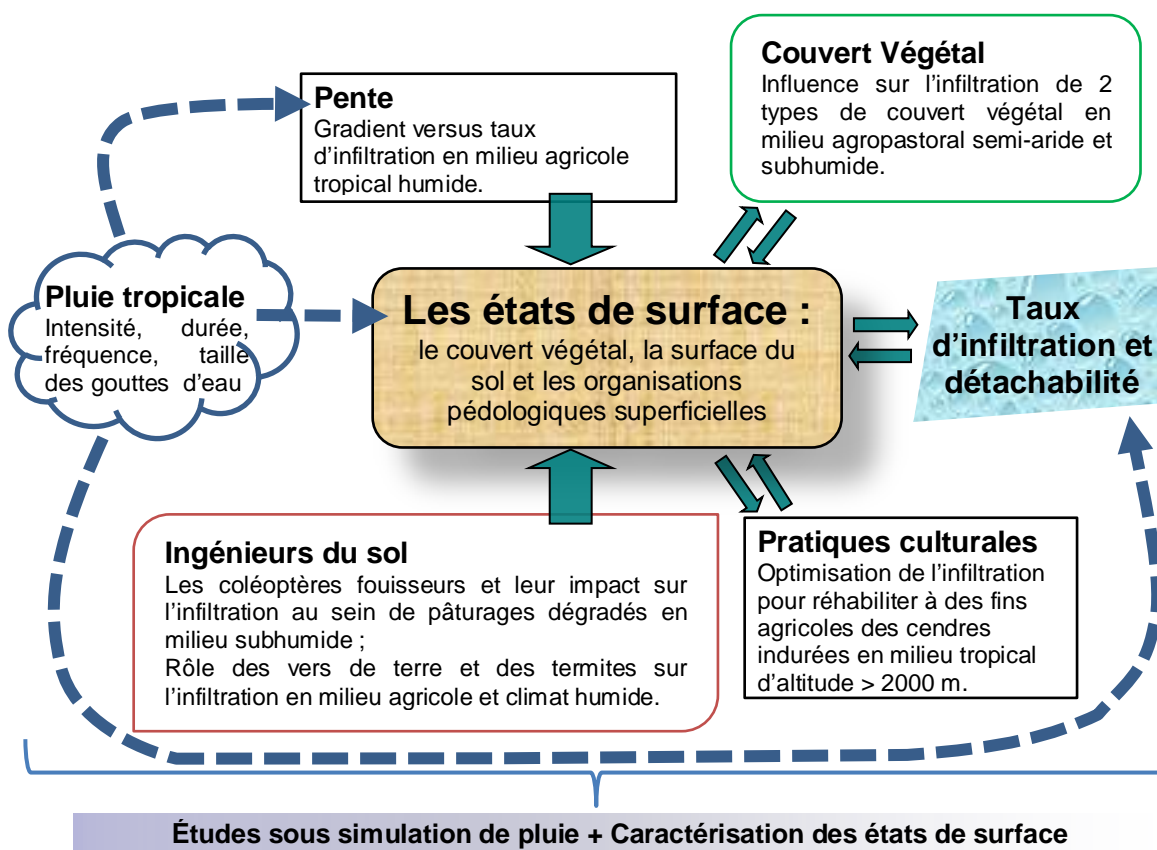 Pente
Gradient versus taux
d'infiltration en milieu agricole
tropical humide.
Couvert Végétal
Influence sur l'infiltration de 2
types de couvert végétal en
milieu agropastoral semi-aride et
subhumide.
Pluie tropicale
Intensité, durée,
fréquence, taille
des gouttes d'eau
Les états de surface :
le couvert végétal, la surface du
sol et les organisations
pédologiques superficielles
Taux
d'infiltration et
détachabilité
Ingénieurs du sol
Les coléoptères fouisseurs et leur impact sur
l'infiltration au sein de pâturages dégradés en
milieu subhumide ;
Rôle des vers de terre et des termites sur
l'infiltration en milieu agricole et climat humide.
Pratiques culturales
Optimisation de l'infiltration
pour réhabiliter à des fins
agricoles des cendres
indurées en milieu tropical
d'altitude > 2000 m.
Études sous simulation de pluie + Caractérisation des états de surface